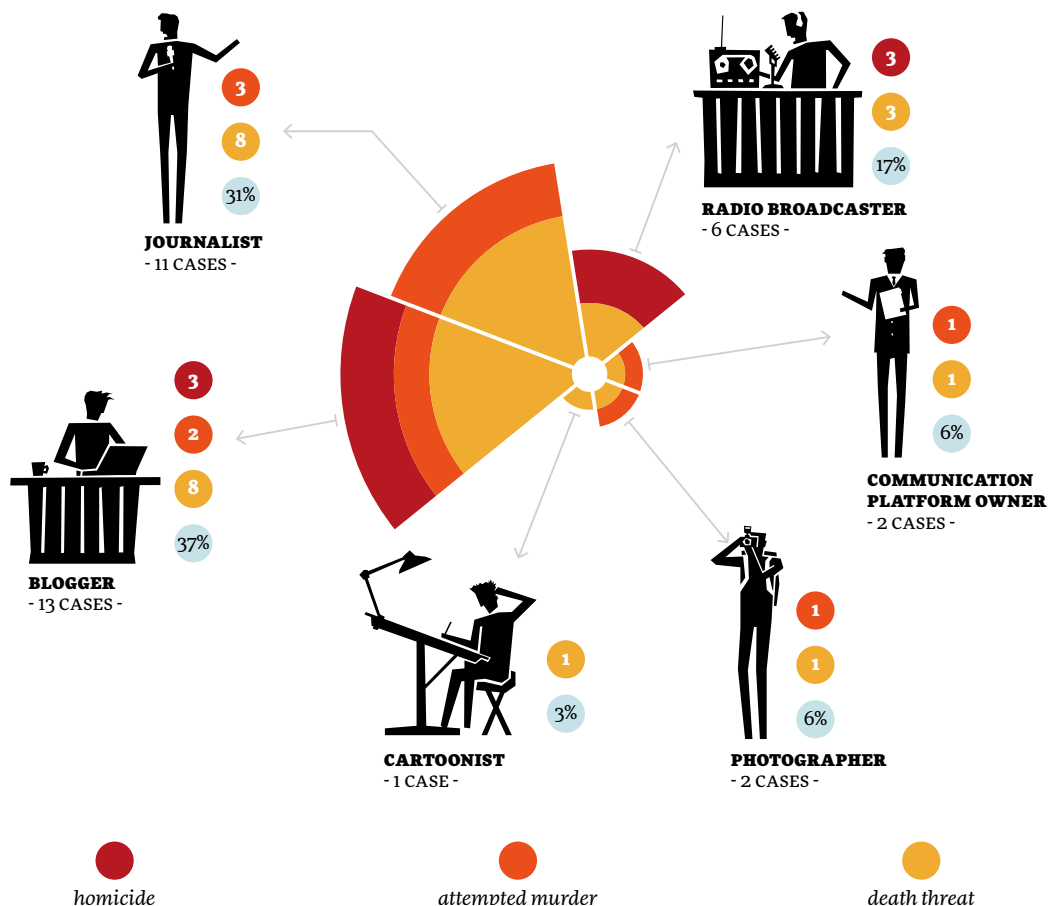 3
8
31%
JOURNALIST
- 11 CASES -
3
3
17%
RADIO BROADCASTER
- 6 CASES -
1
1
6%
COMMUNICATION
PLATFORM OWNER
- 2 CASES -
3
2
8
37%
BLOGGER
- 13 CASES -
1
3%
CARTOONIST
- 1 CASE -
1
1
6%
PHOTOGRAPHER
- 2 CASES -
homicide
attempted murder
death threat